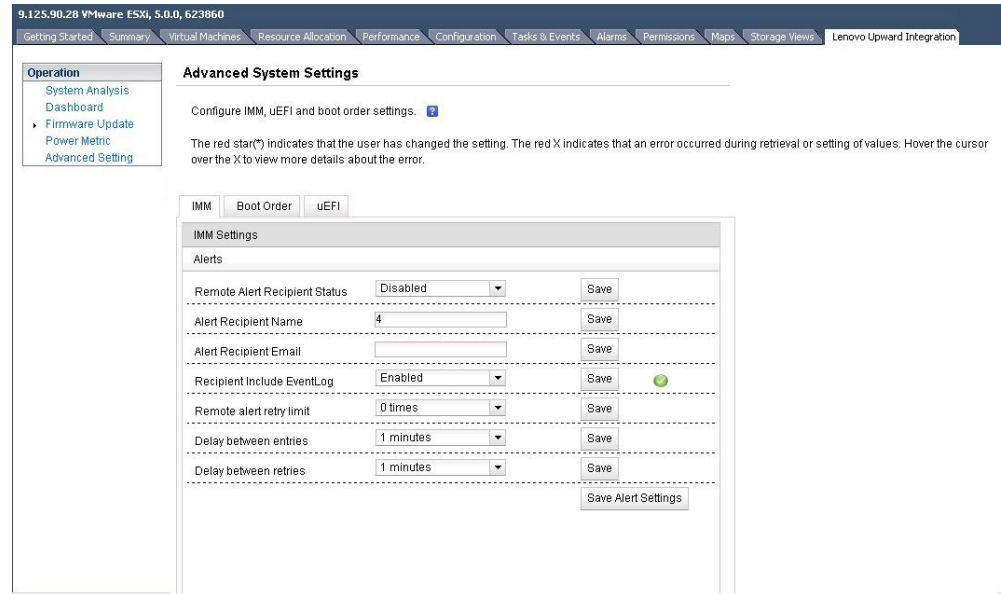 9.125.90.28 VMware ESXi, 5.0.0, 623860
Getting Started Summary Virtual Machines Resource Allocation Performance Configuration Tasks & Events Alarms Permissions Maps Storage Views Lenovo Upward Integration
Operation
System Analysis
Dashboard
Firmware Update
Power Metric
Advanced Setting
Advanced System Settings
Configure IMM, uEFI and boot order settings. ?
The red star(*) indicates that the user has changed the setting. The red X indicates that an error occurred during retrieval or setting of values. Hover the cursor
over the X to view more details about the error.
IMM Boot Order uEFI
IMM Settings
Alerts
Remote Alert Recipient Status Disabled Save
Alert Recipient Name 4 Save
Alert Recipient Email Save
Recipient Include EventLog Enabled Save
Remote alert retry limit 0 times Save
Delay between entries 1 minutes Save
Delay between retries 1 minutes Save
Save Alert Settings